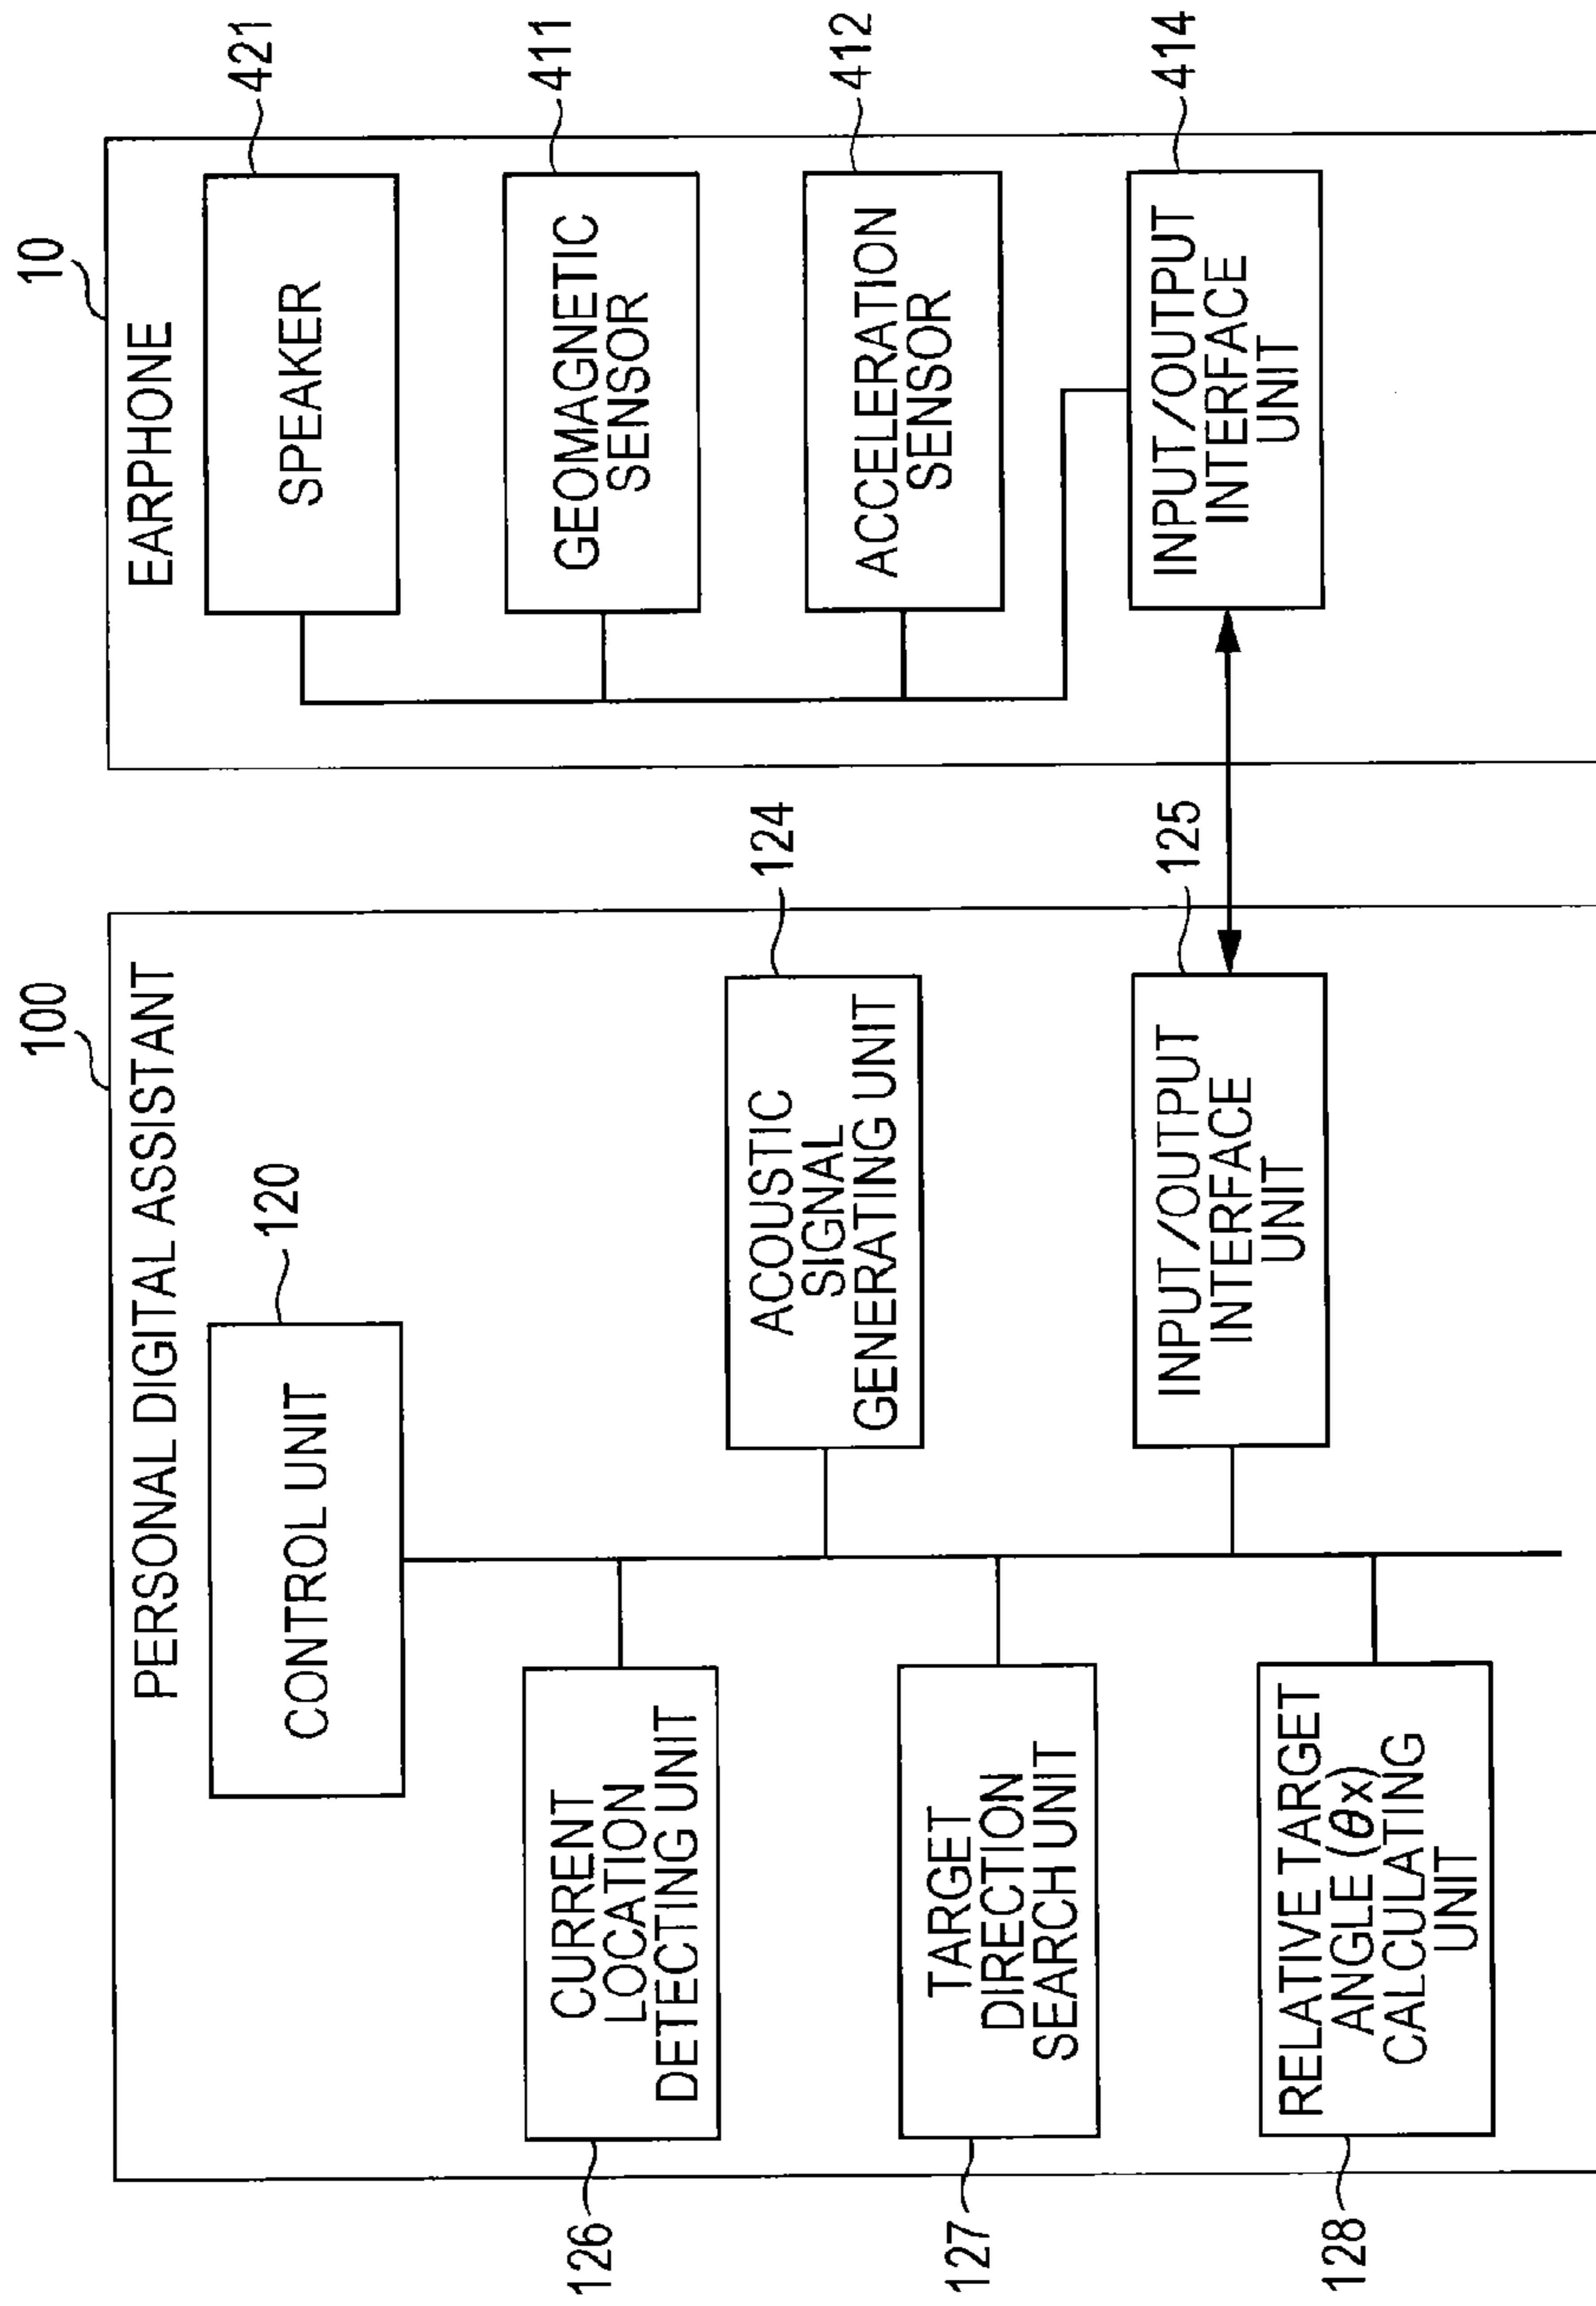 100
PERSONAL DIGITAL ASSISTANT
120
CONTROL UNIT
126
CURRENT
LOCATION
DETECTING UNIT
124
ACOUSTIC
SIGNAL
GENERATING UNIT
127
TARGET
DIRECTION
SEARCH UNIT
125
INPUT/OUTPUT
INTERFACE
UNIT
128
RELATIVE TARGET
ANGLE (θx)
CALCULATING
UNIT
10
EARPHONE
421
SPEAKER
411
GEOMAGNETIC
SENSOR
412
ACCELERATION
SENSOR
414
INPUT/OUTPUT
INTERFACE
UNIT